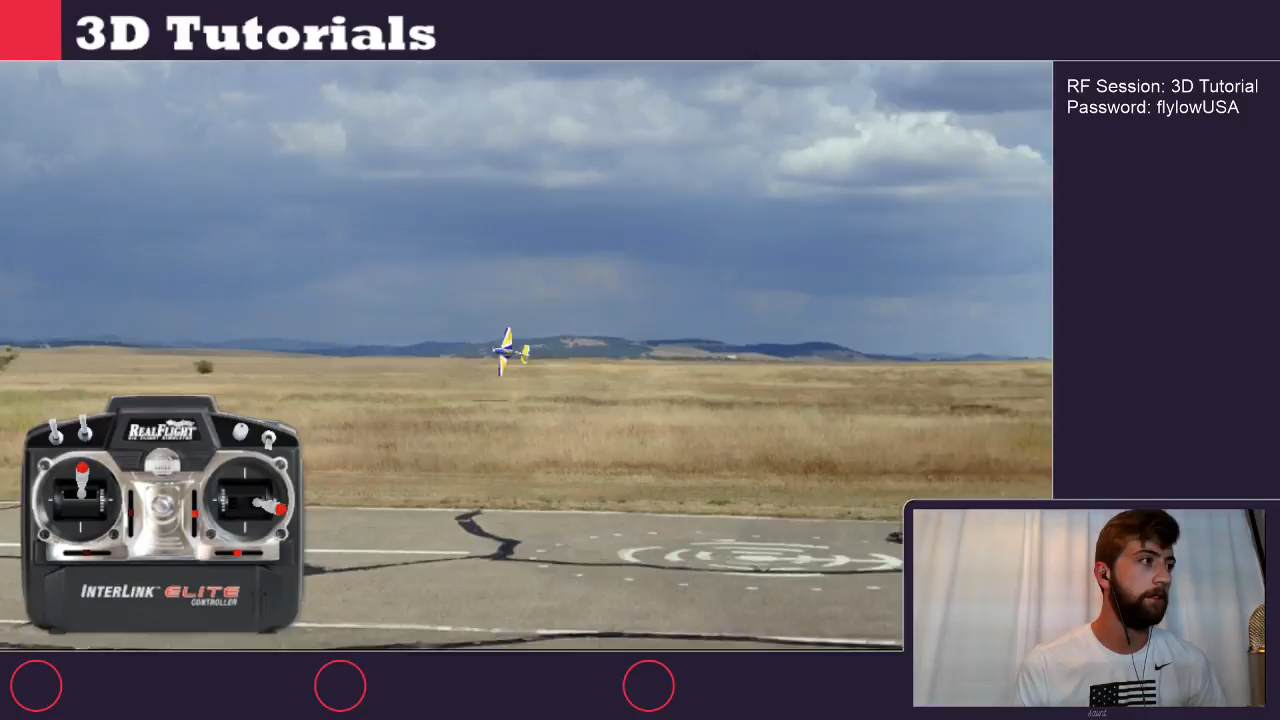 3D Tutorials
RF Session: 3D Tutorial
Password: flylowUSA
REALFLIGHT
INTERLINK ELITE
CONTROLLER